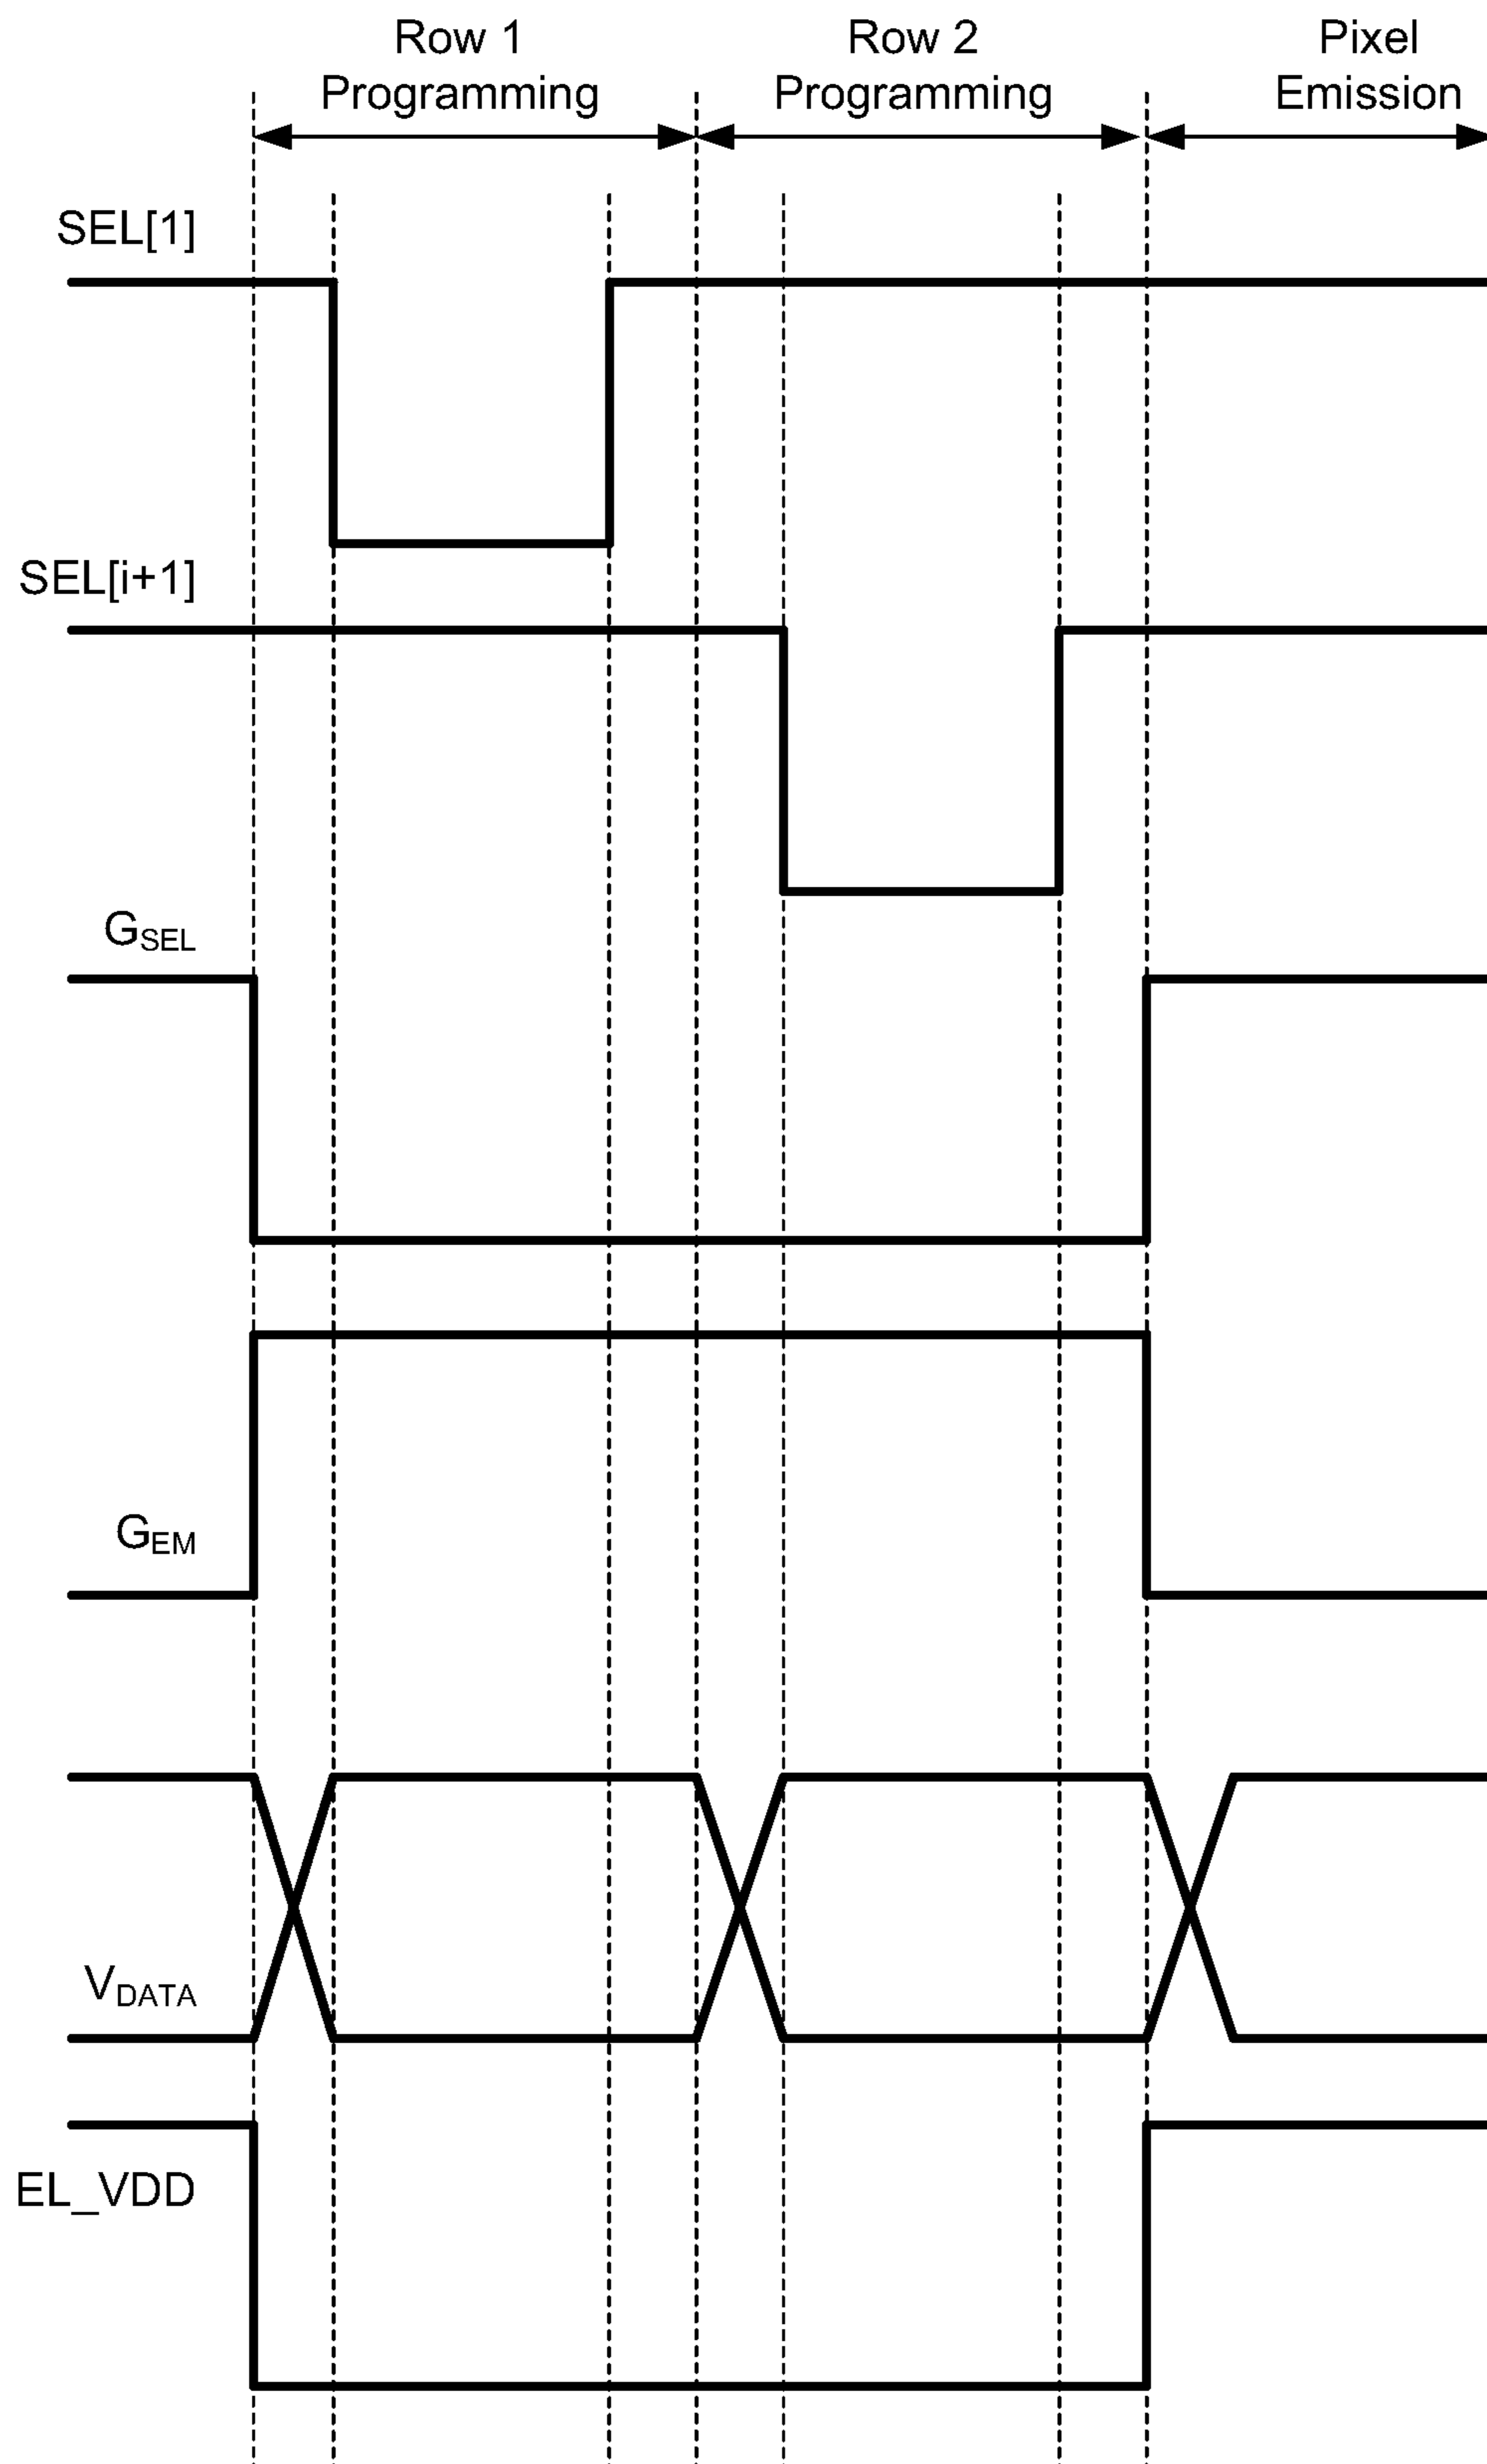 Row 1
Programming
Row 2
Programming
Pixel
Emission
SEL[1]
SEL[i+1]
GSEL
GEM
VDATA
EL_VDD